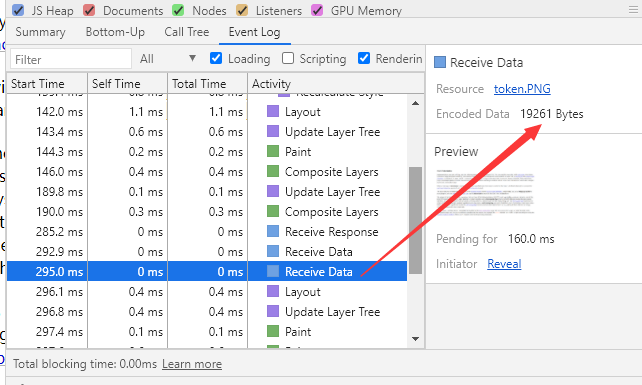 JS Heap Documents Nodes Listeners GPU Memory
Summary Bottom-Up Call Tree Event Log
Filter All Loading Scripting Renderin
Start Time Self Time Total Time Activity
Recalculate Style
142.0 ms 1.1 ms 1.1 ms Layout
143.4 ms 0.6 ms 0.6 ms Update Layer Tree
144.3 ms 0.2 ms 0.2 ms Paint
146.0 ms 0.4 ms 0.4 ms Composite Layers
189.8 ms 0.1 ms 0.1 ms Update Layer Tree
190.0 ms 0.3 ms 0.3 ms Composite Layers
285.2 ms 0 ms 0 ms Receive Response
292.9 ms 0 ms 0 ms Receive Data
295.0 ms 0 ms 0 ms Receive Data
296.1 ms 0.4 ms 0.4 ms Layout
296.8 ms 0.4 ms 0.4 ms Update Layer Tree
297.4 ms 0.1 ms 0.1 ms Paint
Receive Data
Resource token.PNG
Encoded Data 19261 Bytes
Preview
Pending for 160.0 ms
Initiator Reveal
Total blocking time: 0.00ms Learn more